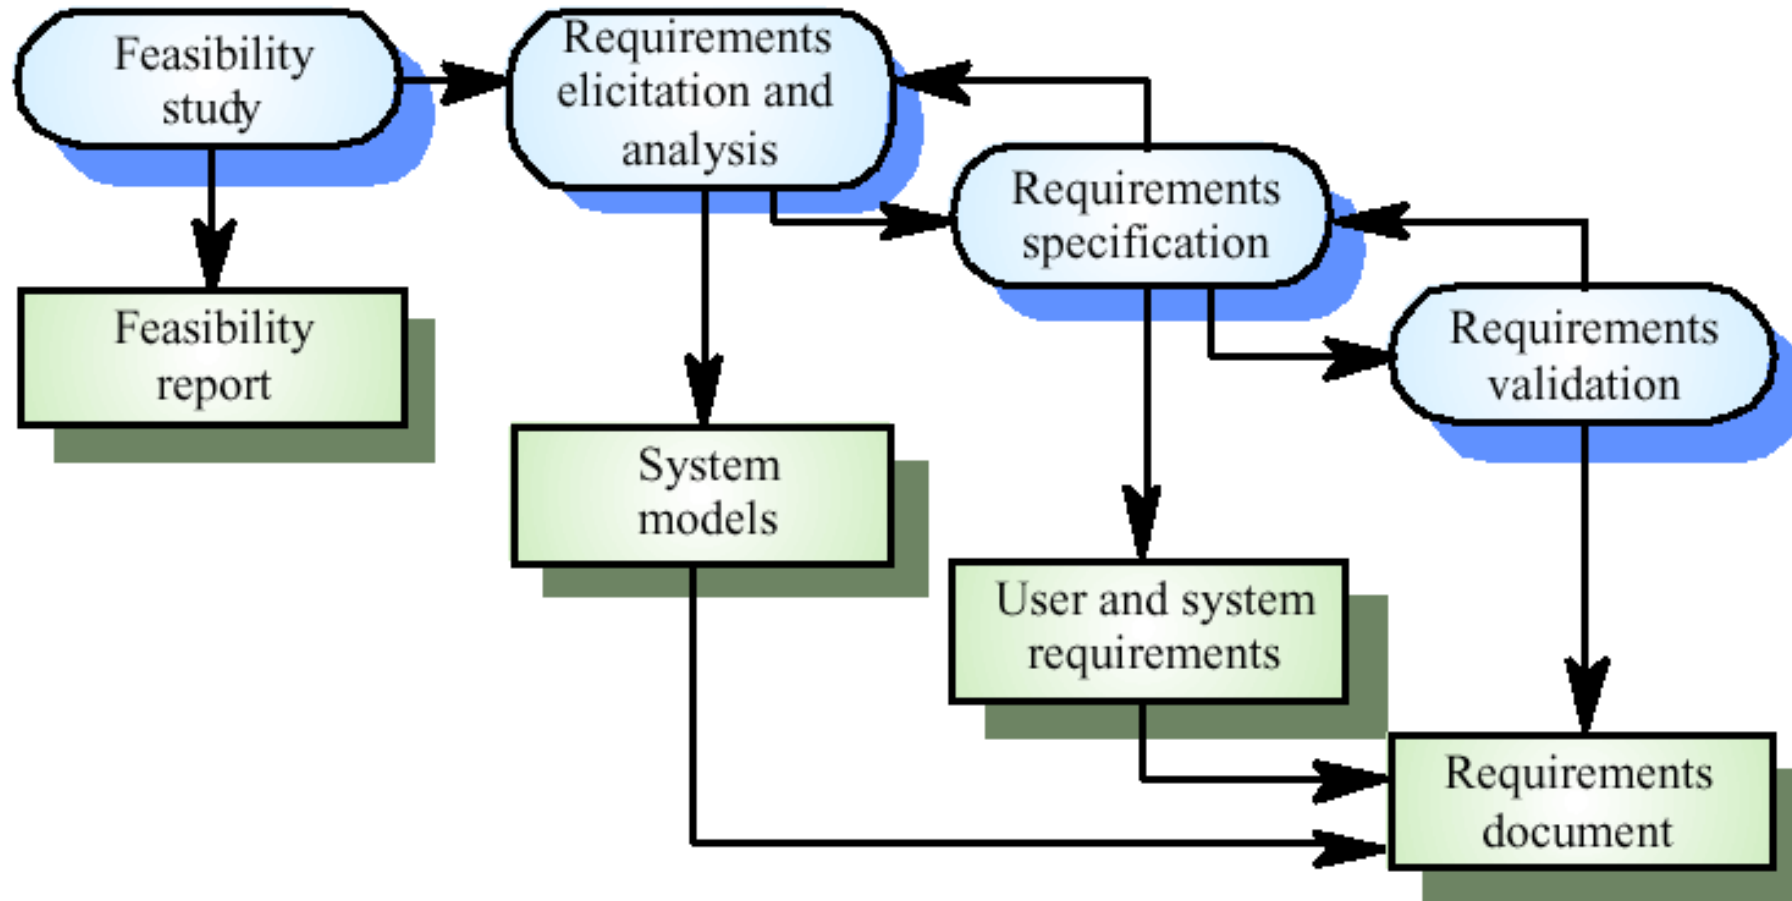 Feasibility
study
Requirements
elicitation and
analysis
Requirements
specification
Requirements
validation
Feasibility
report
System
models
User and system
requirements
Requirements
document